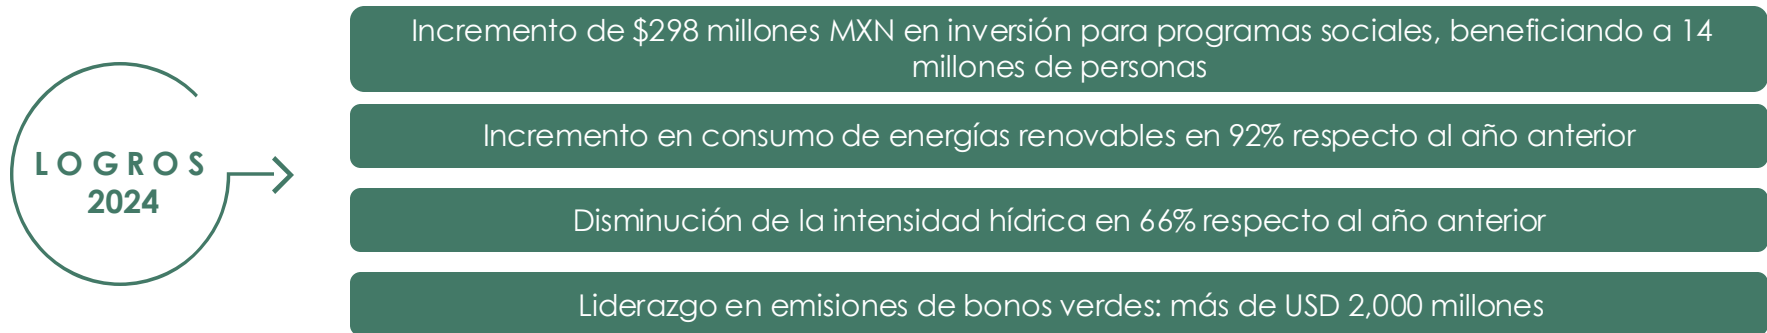 LOGROS
2024
Incremento de $298 millones MXN en inversión para programas sociales, beneficiando a 14
millones de personas
Incremento en consumo de energías renovables en 92% respecto al año anterior
Disminución de la intensidad hídrica en 66% respecto al año anterior
Liderazgo en emisiones de bonos verdes: más de USD 2,000 millones